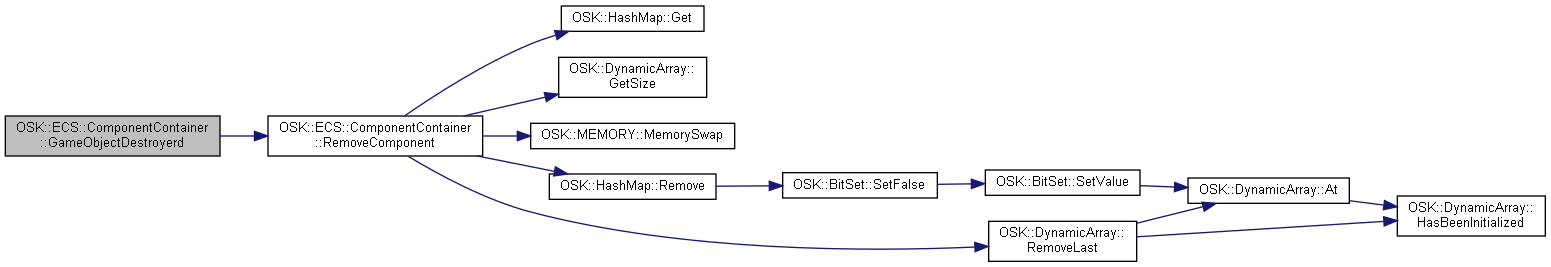 OSK::ECS::ComponentContainer
::GameObjectDestroyerd
OSK::ECS::ComponentContainer
::RemoveComponent
OSK::HashMap::Get
OSK::DynamicArray::
GetSize
OSK::MEMORY::MemorySwap
OSK::HashMap::Remove
OSK::BitSet::SetFalse
OSK::BitSet::SetValue
OSK::DynamicArray::
RemoveLast
OSK::DynamicArray::At
OSK::DynamicArray::
HasBeenInitialized